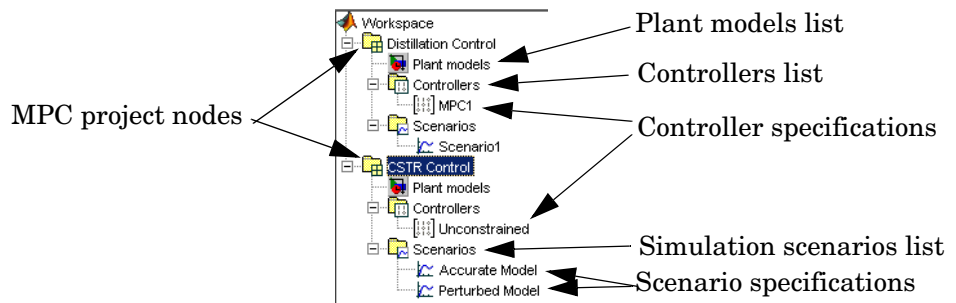 Workspace
Distillation Control
Plant models
Controllers
MPC1
Scenarios
Scenario1
CSTR Control
Plant models
Controllers
Unconstrained
Scenarios
Accurate Model
Perturbed Model
MPC project nodes
Plant models list
Controllers list
Controller specifications
Simulation scenarios list
Scenario specifications